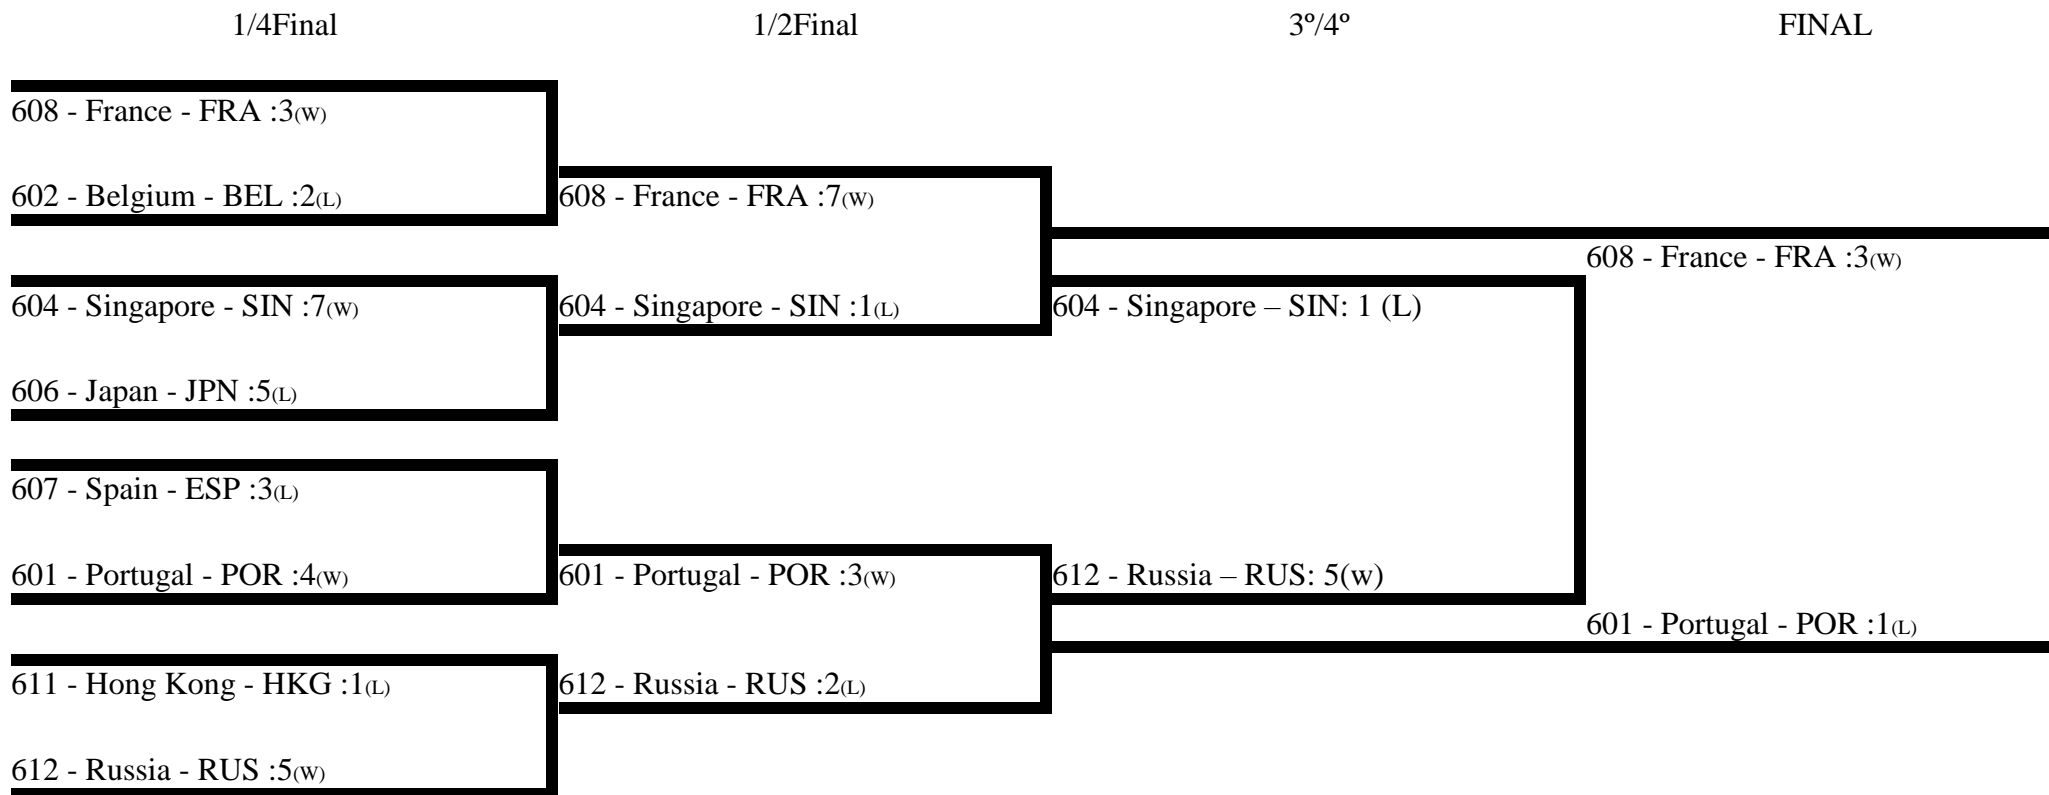 1/4Final 1/2Final 3º/4º FINAL
608 - France - FRA :3(W)
602 - Belgium - BEL :2(L) 608 - France - FRA :7(W)
608 - France - FRA :3(W)
604 - Singapore - SIN :7(W) 604 - Singapore - SIN :1(L) 604 - Singapore – SIN: 1 (L)
606 - Japan - JPN :5(L)
607 - Spain - ESP :3(L)
601 - Portugal - POR :4(W) 601 - Portugal - POR :3(W) 612 - Russia – RUS: 5(w)
601 - Portugal - POR :1(L)
611 - Hong Kong - HKG :1(L) 612 - Russia - RUS :2(L)
612 - Russia - RUS :5(W)